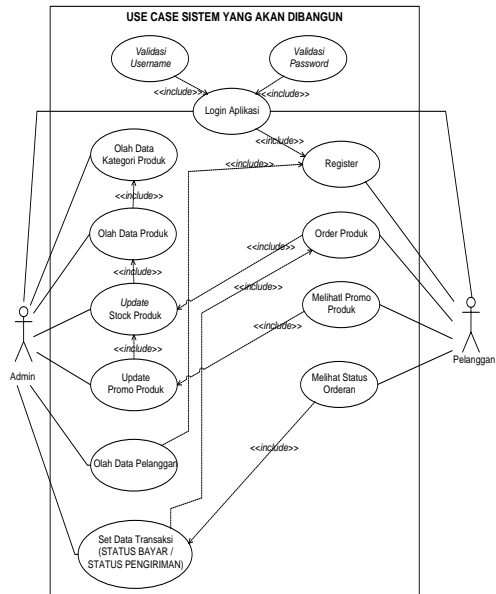 USE CASE SISTEM YANG AKAN DIBANGUN
Validasi
Username
Validasi
Password
<<include>>
<<include>>
Login Aplikasi
<<include>>
Olah Data
Kategori Produk
<<include>>
Register
<<include>>
Olah Data Produk
<<include>>
Order Produk
<<include>>
<<include>>
Update
Stock Produk
<<include>>
Melihatl Promo
Produk
<<include>>
Admin
Update
Promo Produk
Melihat Status
Orderan
Pelanggan
<<include>>
Olah Data Pelanggan
Set Data Transaksi
(STATUS BAYAR /
STATUS PENGIRIMAN)